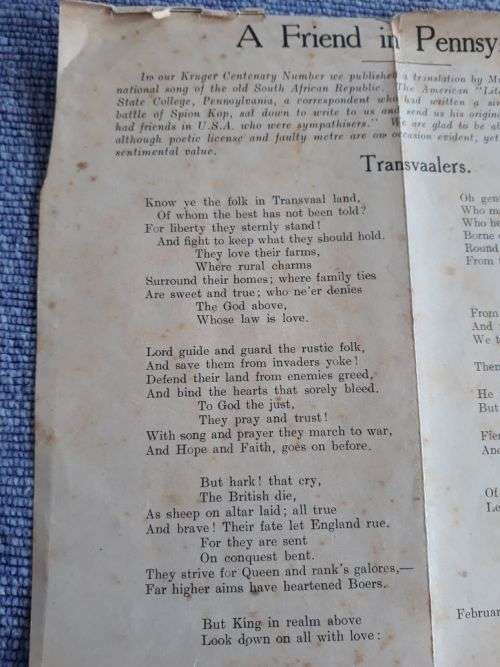 A Friend in Pennsy
In our Kruger Centenary Number we published a translation by M
national song of the old South African Republic. The American "Lite
State College, Pennsylvania, a correspondent who had written a si
battle of Spion Kop, sat down to write to us and send us his origin
had friends in U.S.A. who were sympathisers." We are glad to be a
although poetic license and faulty metre are on occasion evident, yet
sentimental value.
Transvaalers.
Know ye the folk in Transvaal land,
Of whom the best has not been told?
For liberty they sternly stand!
And fight to keep what they should hold.
They love their farms,
Where rural charms
Surround their homes; where family ties
Are sweet and true; who ne'er denies
The God above,
Whose law is love.
Lord guide and guard the rustic folk,
And save them from invaders yoke!
Defend their land from enemies greed,
And bind the hearts that sorely bleed.
To God the just,
They pray and trust!
With song and prayer they march to war,
And Hope and Faith, goes on before.
But hark! that cry,
The British die,
As sheep on altar laid; all true
And brave! Their fate let England rue.
For they are sent
On conquest bent.
They strive for Queen and rank's galores,—
Far higher aims have heartened Boers.
But King in realm above
Look down on all with love:
Oh gen
Who m
Who he
Borne
Round
From
From
And
We t
Then
He
But
Fler
And
Of
Le
Februar